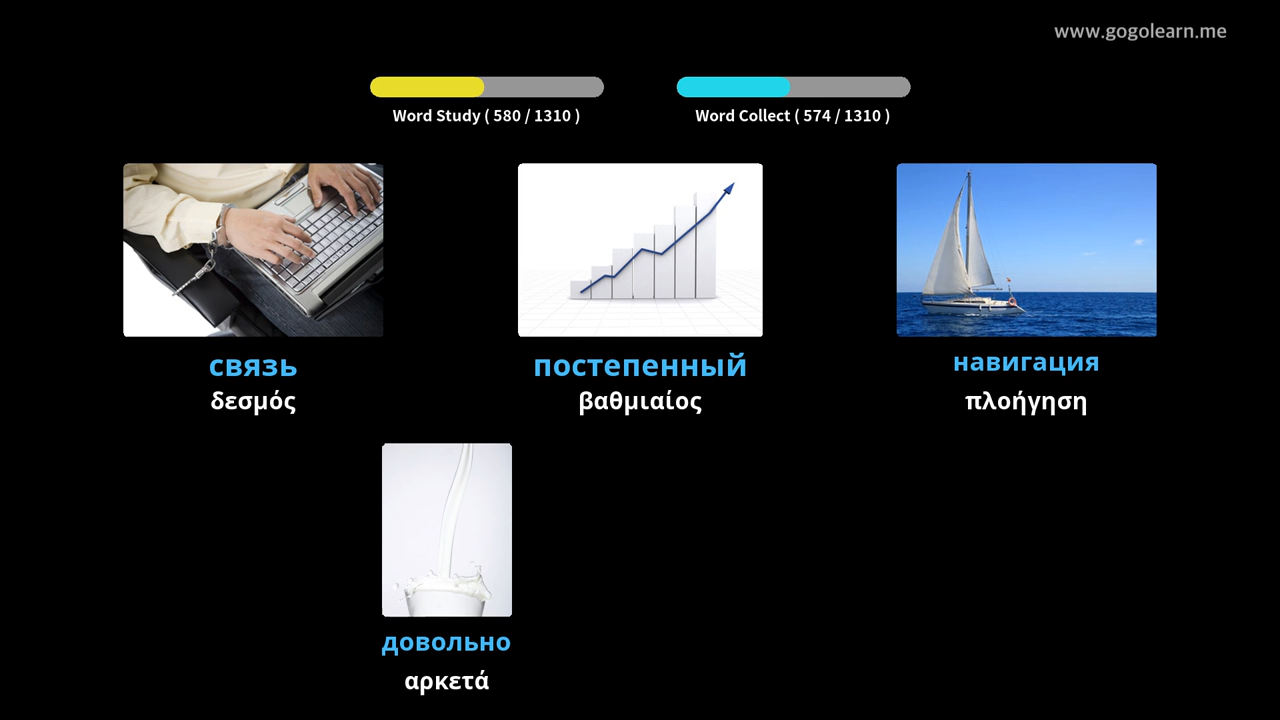 www.gogolearn.me
Word Study ( 580 / 1310 )
Word Collect ( 574 / 1310 )
связь
δεσμός
постепенный
βαθμιαίος
навигация
πλοήγηση
довольно
αρκετά